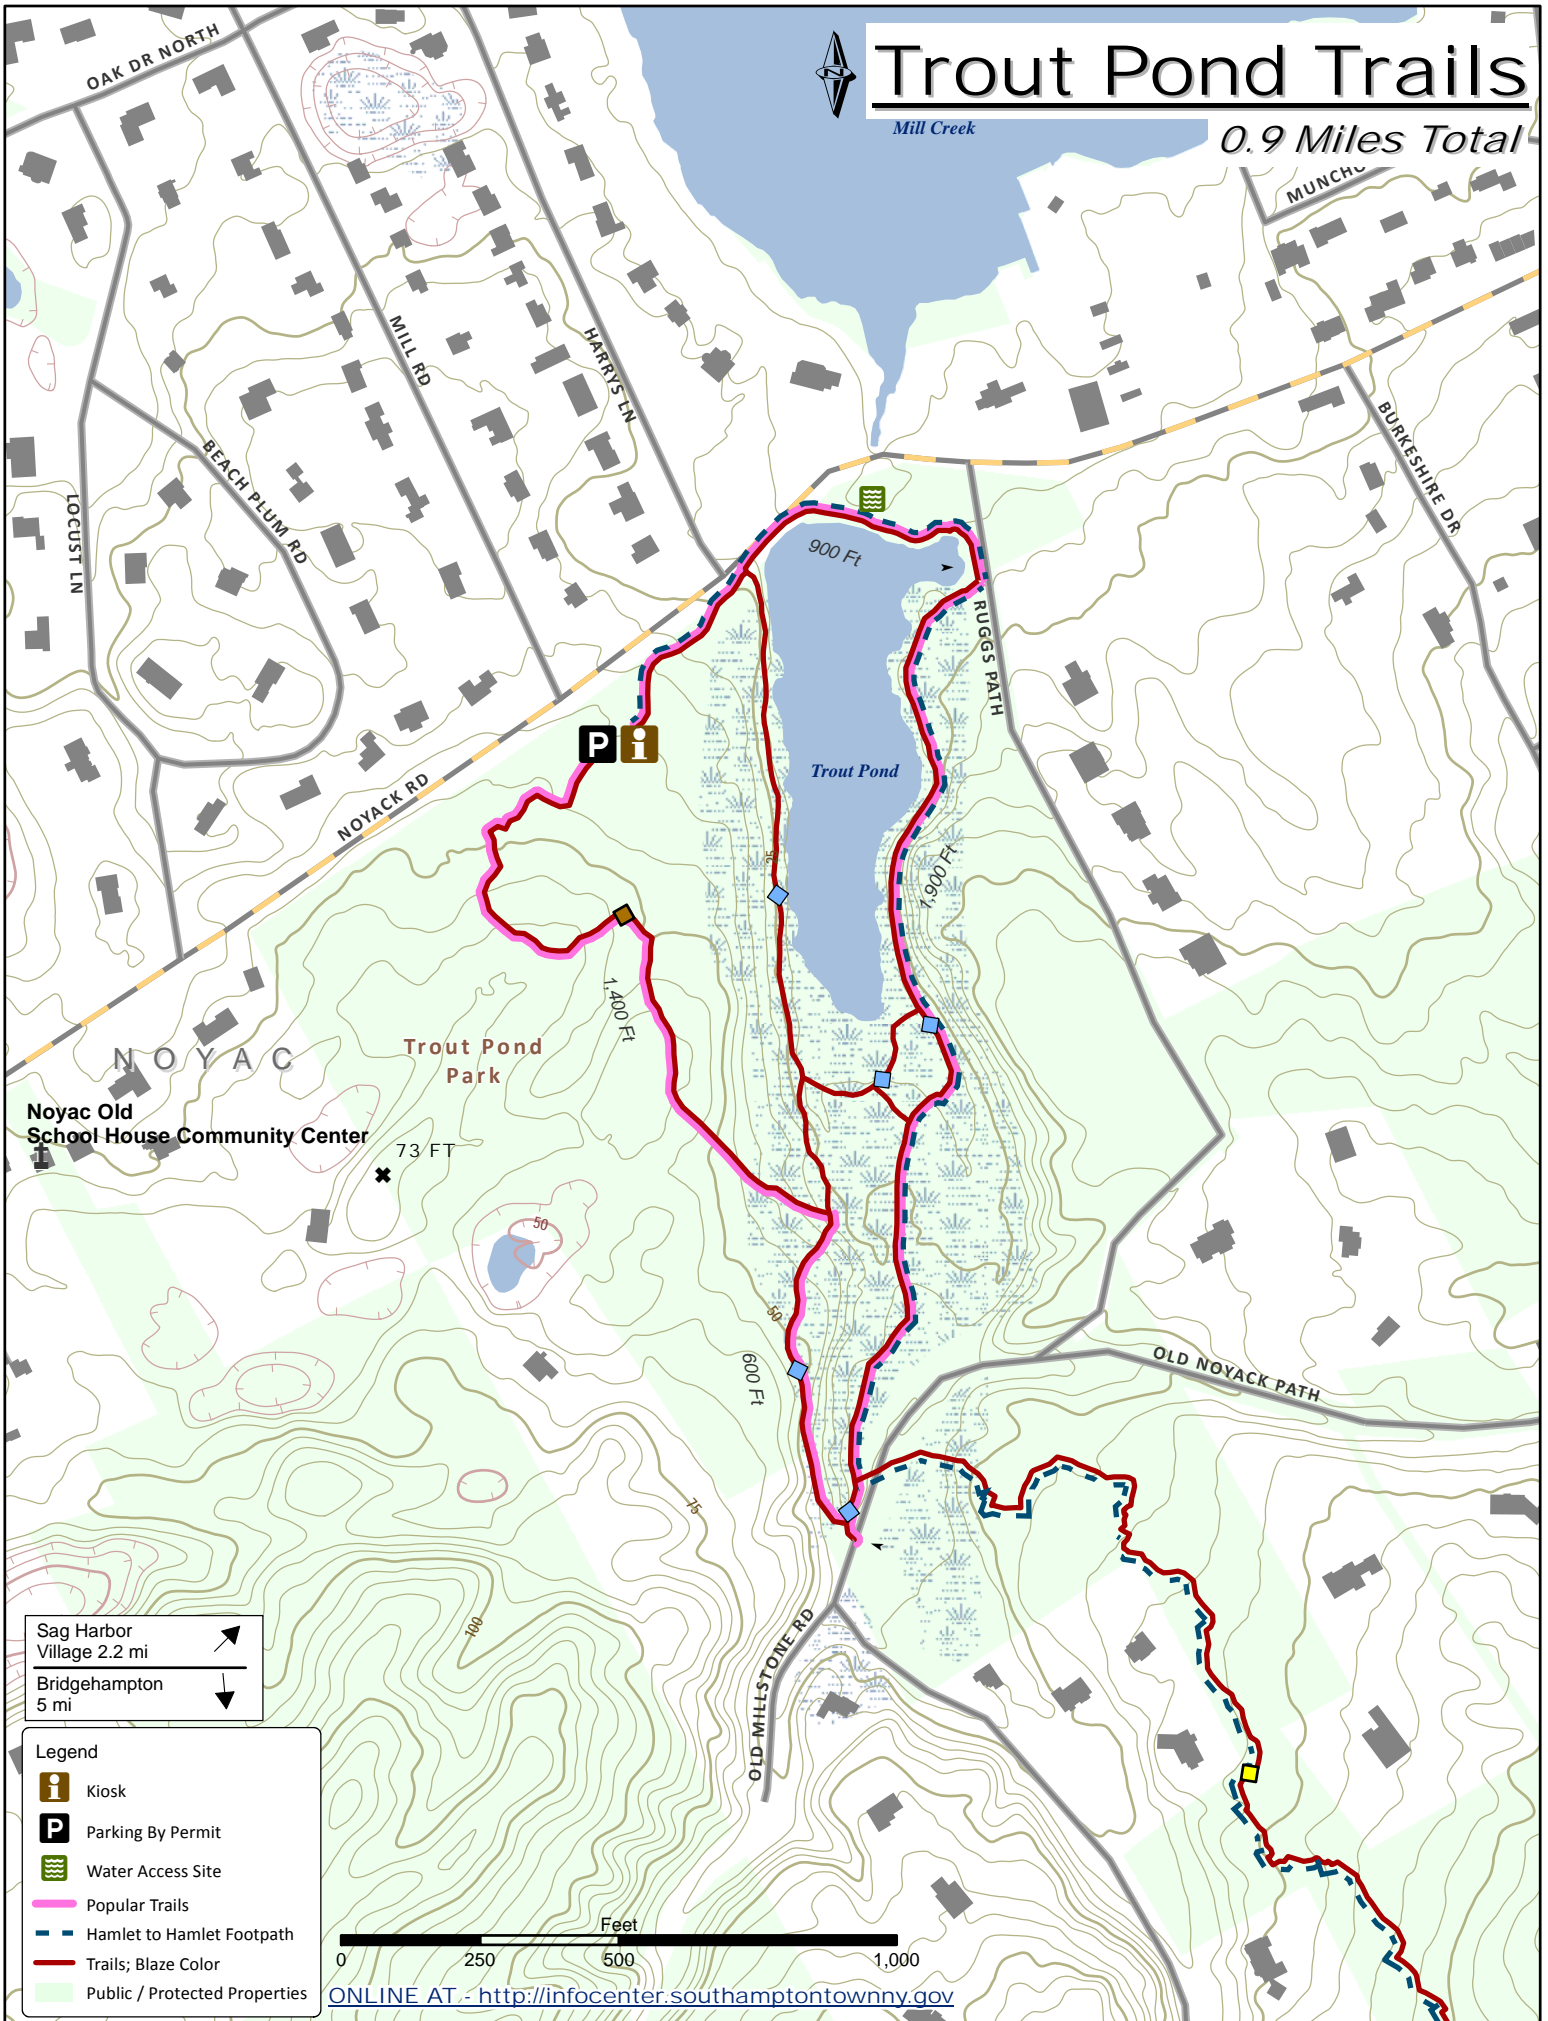 Trout Pond Trails
0.9 Miles Total
OAK DR NORTH
Mill Creek
MUNCHO
MILL RD
HARRYS LN
BURKESHIRE DR
BEACH PLUM RD
LOCUST LN
900 Ft
RUGGS PATH
P i
Trout Pond
NOYACK RD
25
1,900 Ft
1,400 Ft
Trout Pond
Park
NOYAC
Noyac Old
School House Community Center
73 FT
50
50
600 Ft
OLD NOYACK PATH
75
100
OLD MILLSTONE RD
Sag Harbor
Village 2.2 mi
Bridgehampton
5 mi
Legend
i Kiosk
P Parking By Permit
Water Access Site
Popular Trails
Hamlet to Hamlet Footpath
Trails; Blaze Color
Public / Protected Properties
Feet
0 250 500 1,000
ONLINE AT - http://infocenter.southamptontownny.gov